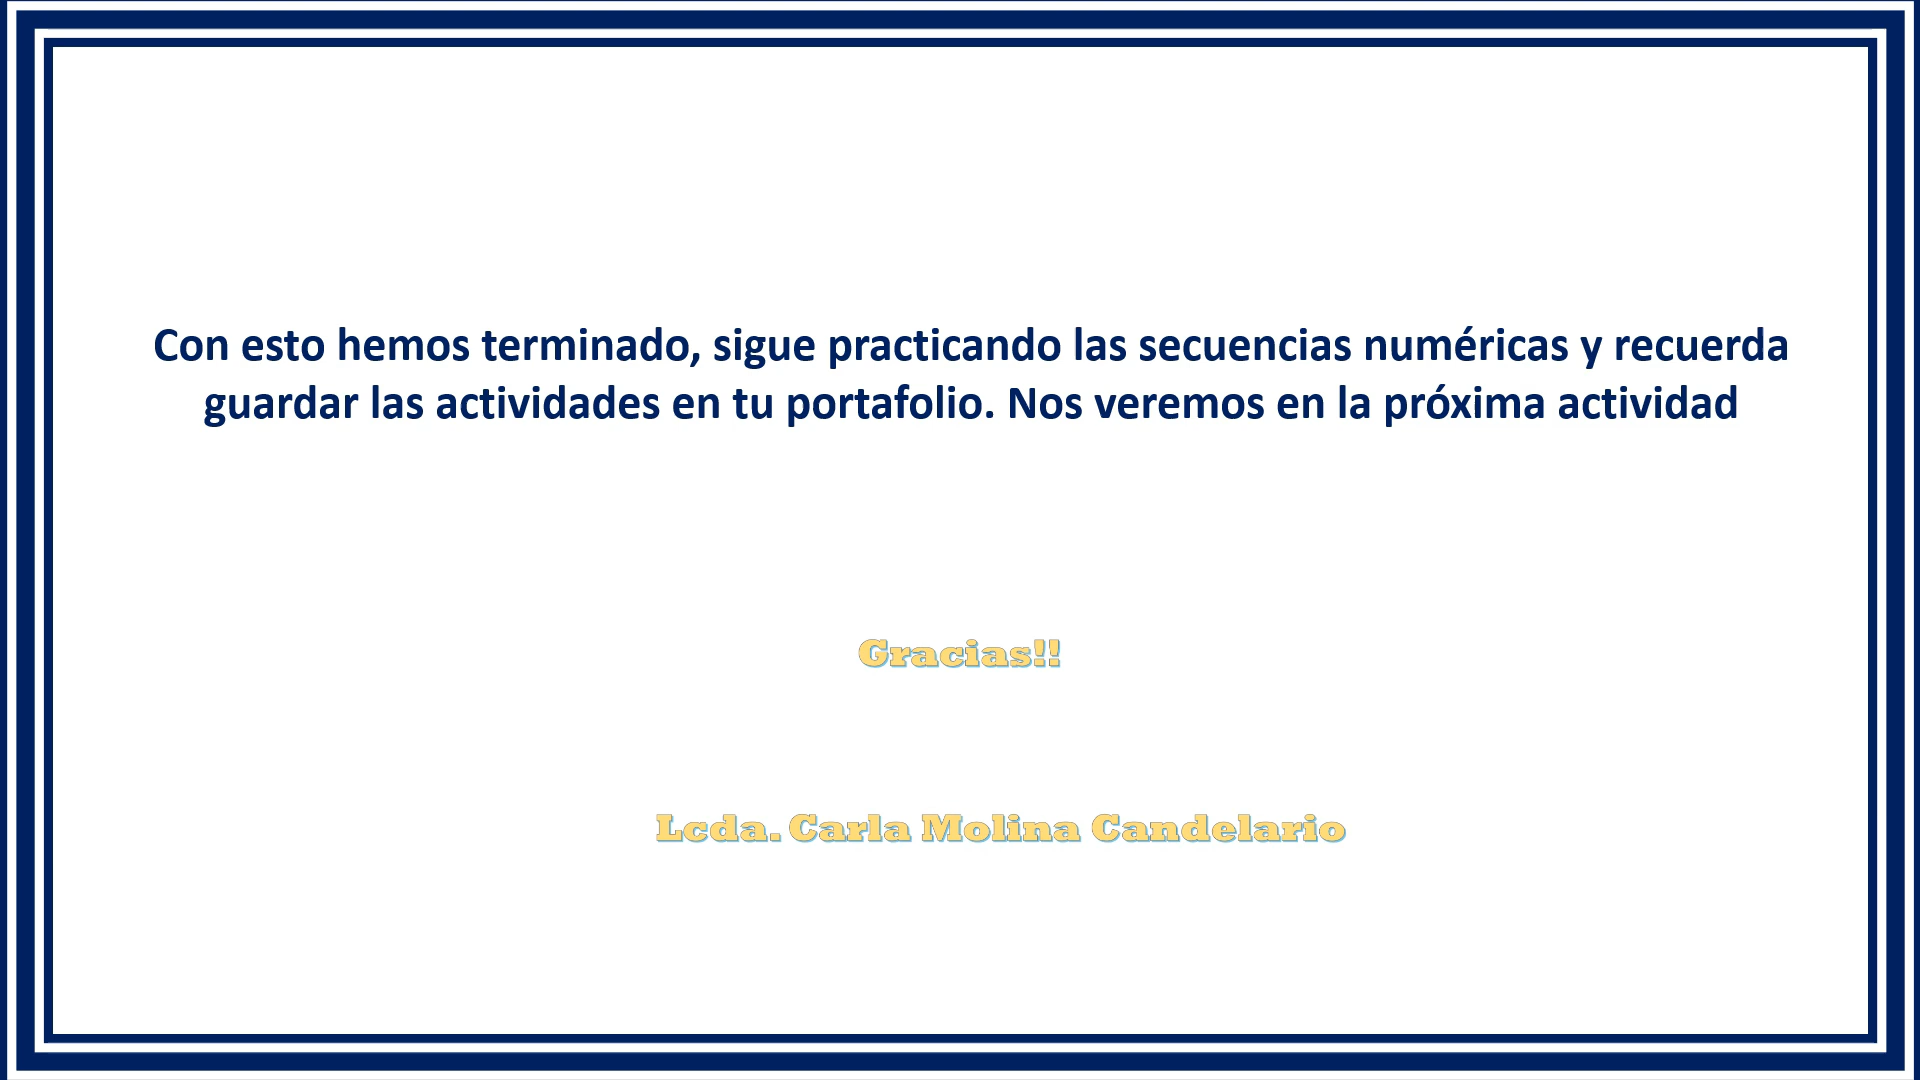 Con esto hemos terminado, sigue practicando las secuencias numéricas y recuerda
guardar las actividades en tu portafolio. Nos veremos en la próxima actividad
Gracias!!
Lcda. Carla Molina Candelario